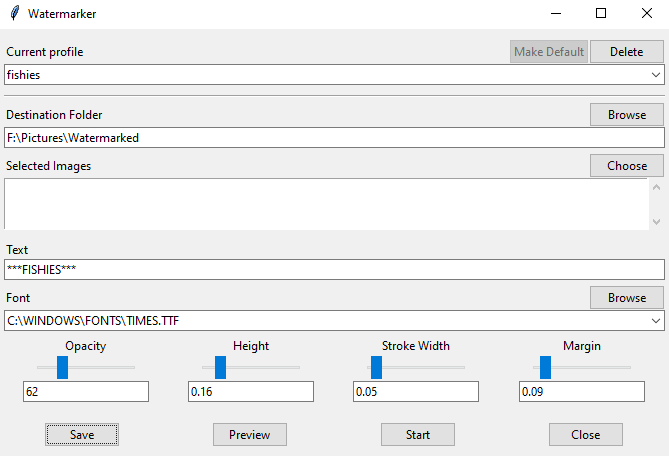 Watermarker
Current profile Make Default Delete
fishies
Destination Folder Browse
F:\Pictures\Watermarked
Selected Images Choose
Text
***FISHIES***
Font Browse
C:\WINDOWS\FONTS\TIMES.TTF
Opacity Height Stroke Width Margin
62 0.16 0.05 0.09
Save Preview Start Close